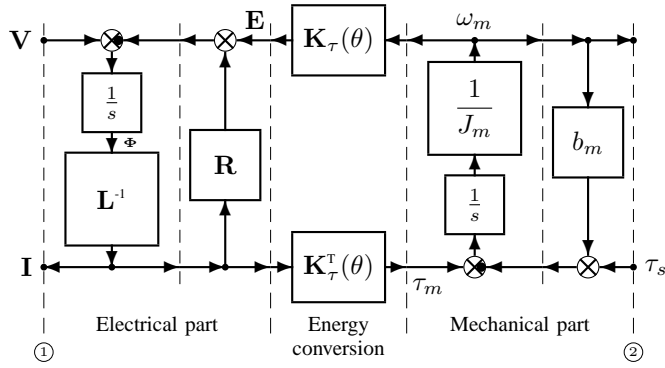 V E K_τ(θ) ω_m
1/s 1/J_m b_m
Φ
L^-1 R 1/s
I K_τ^T(θ) τ_m τ_s
Electrical part Energy Mechanical part
conversion
1 2